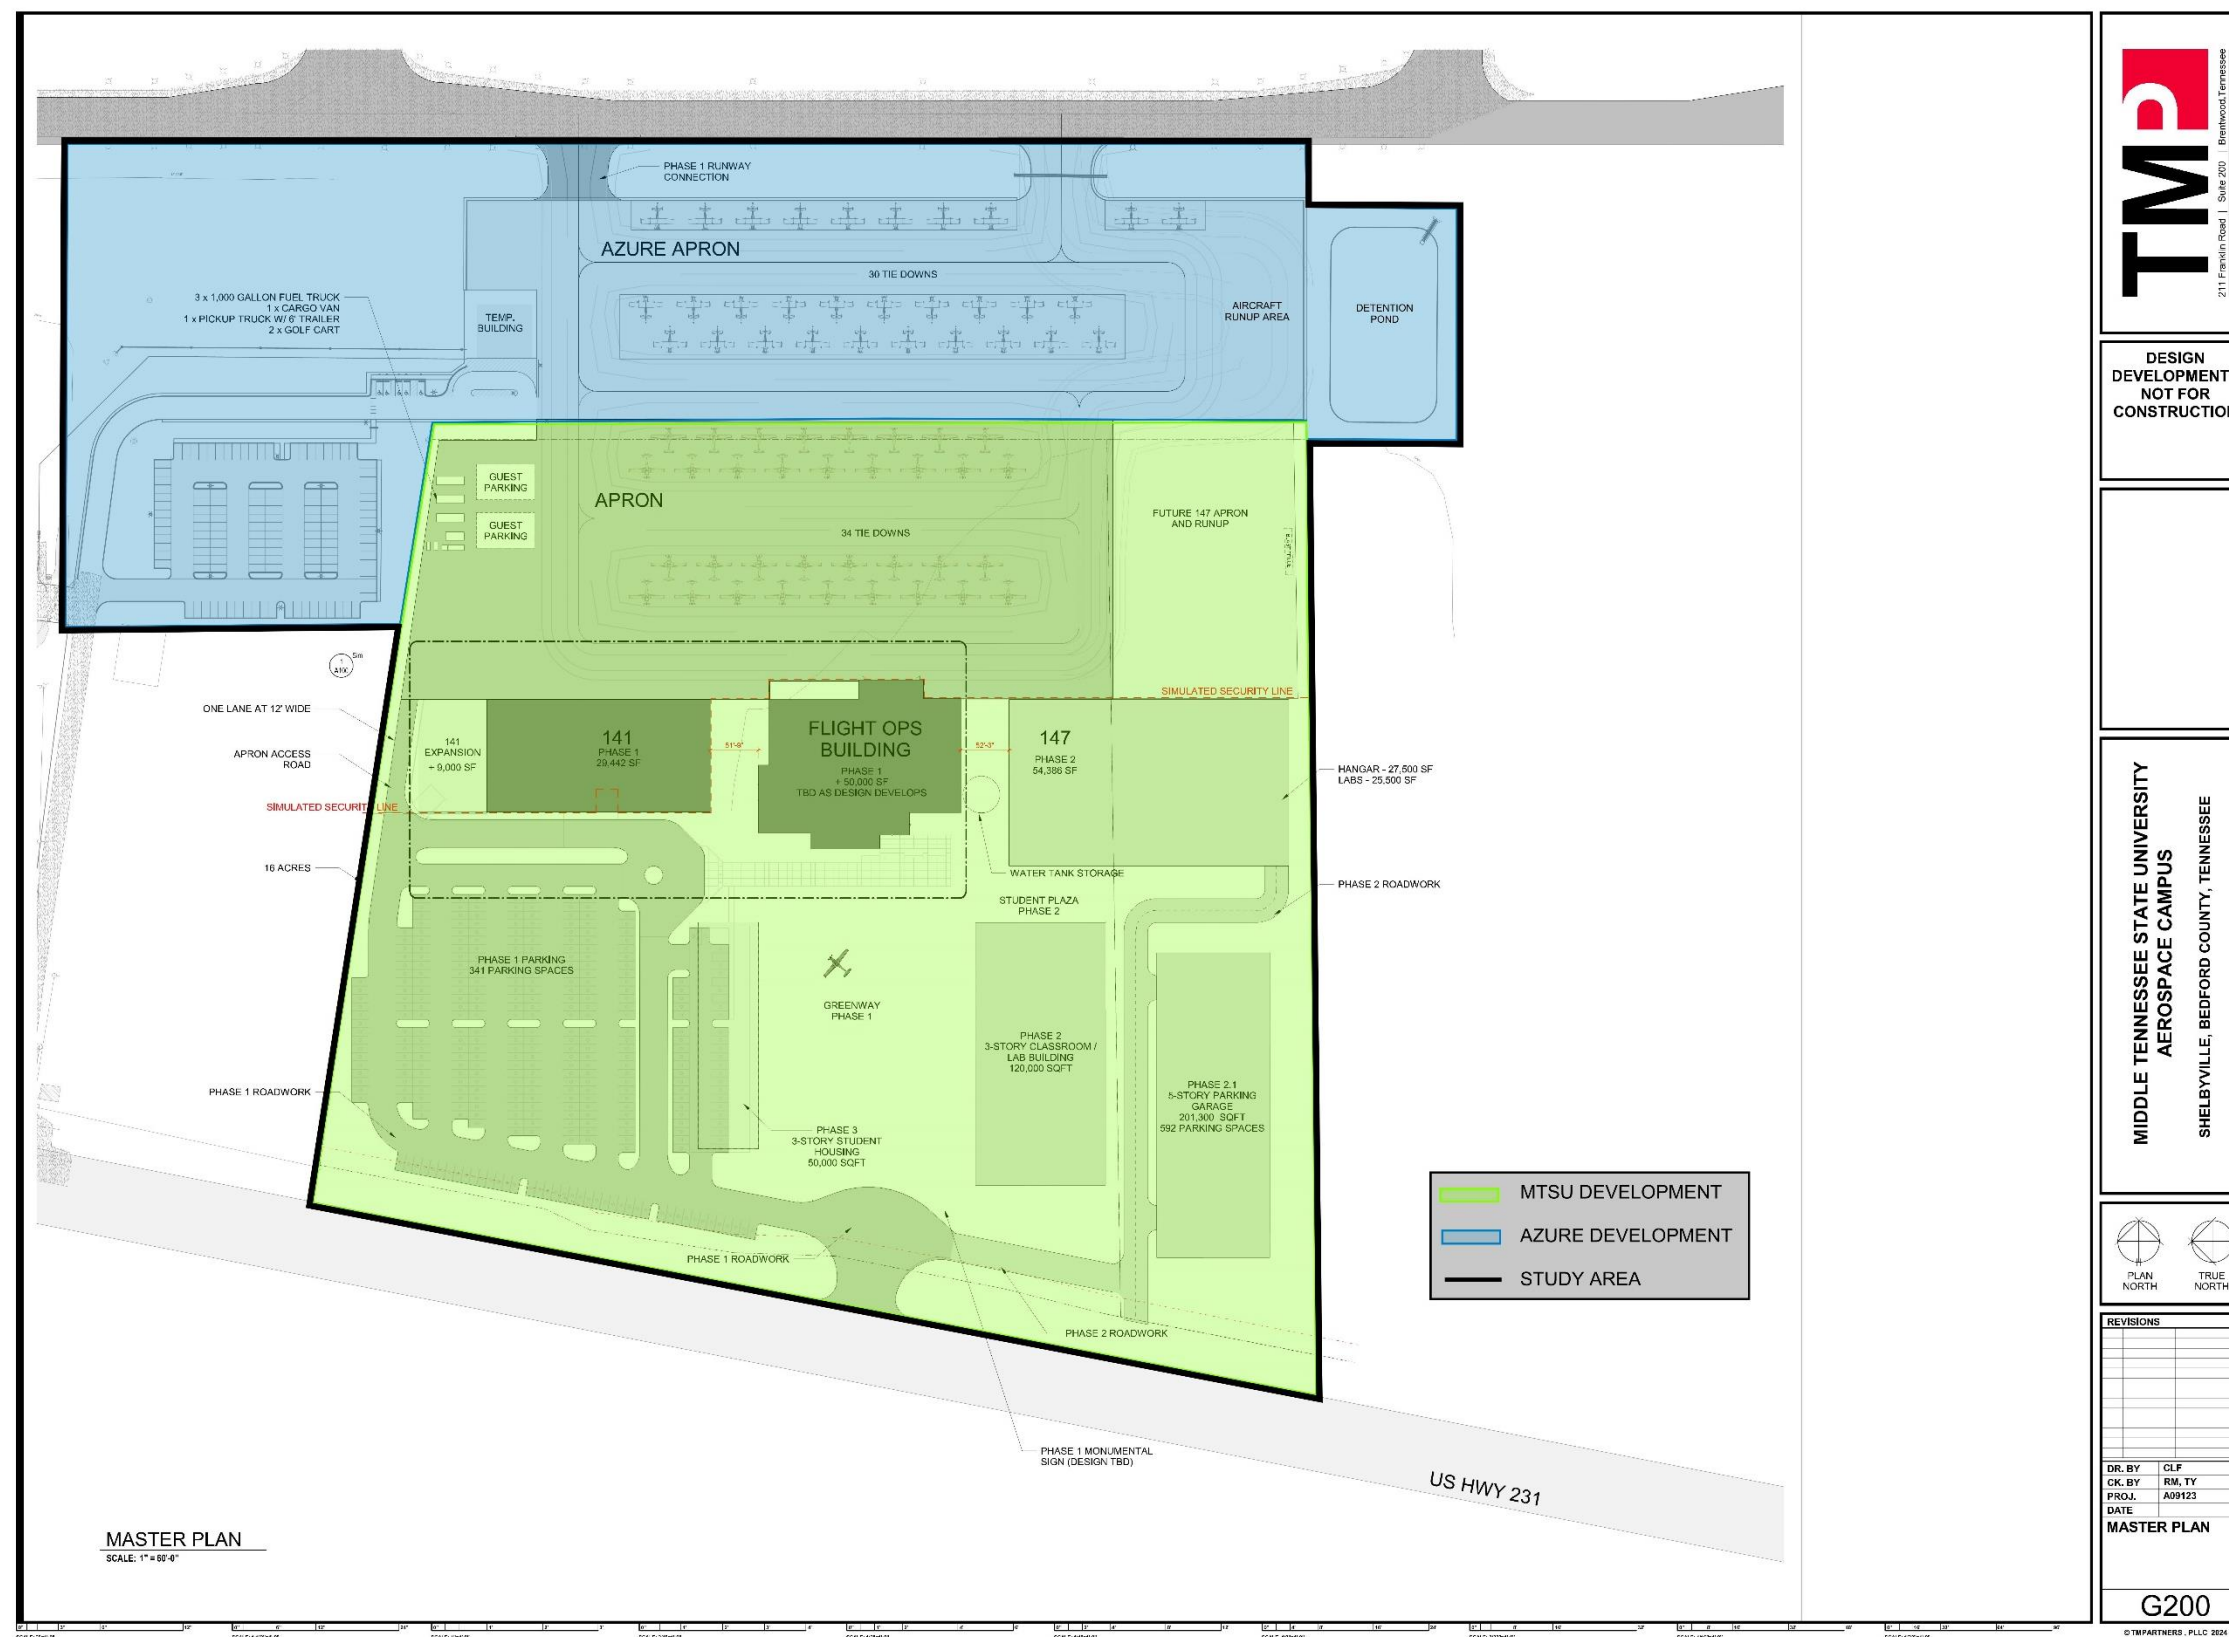 PHASE 1 RUNWAY
CONNECTION
AZURE APRON
30 TIE DOWNS
3 x 1,000 GALLON FUEL TRUCK
1 x CARGO VAN
1 x PICKUP TRUCK W/ 6' TRAILER
2 x GOLF CART
TEMP.
BUILDING
AIRCRAFT
RUNUP AREA
DETENTION
POND
GUEST
PARKING
GUEST
PARKING
APRON
34 TIE DOWNS
FUTURE 147 APRON
AND RUNUP
1
A100
5m
SIMULATED SECURITY LINE
ONE LANE AT 12' WIDE
APRON ACCESS
ROAD
SIMULATED SECURITY LINE
16 ACRES
141
EXPANSION
+ 9,000 SF
141
PHASE 1
29,442 SF
51'-6"
FLIGHT OPS
BUILDING
PHASE 1
+ 50,000 SF
TBD AS DESIGN DEVELOPS
52'-3"
147
PHASE 2
54,386 SF
HANGAR - 27,500 SF
LABS - 25,500 SF
WATER TANK STORAGE
PHASE 2 ROADWORK
STUDENT PLAZA
PHASE 2
PHASE 1 PARKING
341 PARKING SPACES
GREENWAY
PHASE 1
PHASE 2
3-STORY CLASSROOM /
LAB BUILDING
120,000 SQFT
PHASE 2.1
5-STORY PARKING
GARAGE
201,300 SQFT
592 PARKING SPACES
PHASE 1 ROADWORK
PHASE 3
3-STORY STUDENT
HOUSING
50,000 SQFT
PHASE 1 ROADWORK
PHASE 2 ROADWORK
PHASE 1 MONUMENTAL
SIGN (DESIGN TBD)
US HWY 231
MTSU DEVELOPMENT
AZURE DEVELOPMENT
STUDY AREA
MASTER PLAN
SCALE: 1" = 60'-0"
TMP
211 Franklin Road | Suite 200 | Brentwood,Tennessee
DESIGN
DEVELOPMENT
NOT FOR
CONSTRUCTION
MIDDLE TENNESSEE STATE UNIVERSITY
AEROSPACE CAMPUS
SHELBYVILLE, BEDFORD COUNTY, TENNESSEE
PLAN
NORTH
TRUE
NORTH
REVISIONS
DR. BY CLF
CK. BY RM, TY
PROJ. A09123
DATE
MASTER PLAN
G200
© TMPARTNERS , PLLC 2024